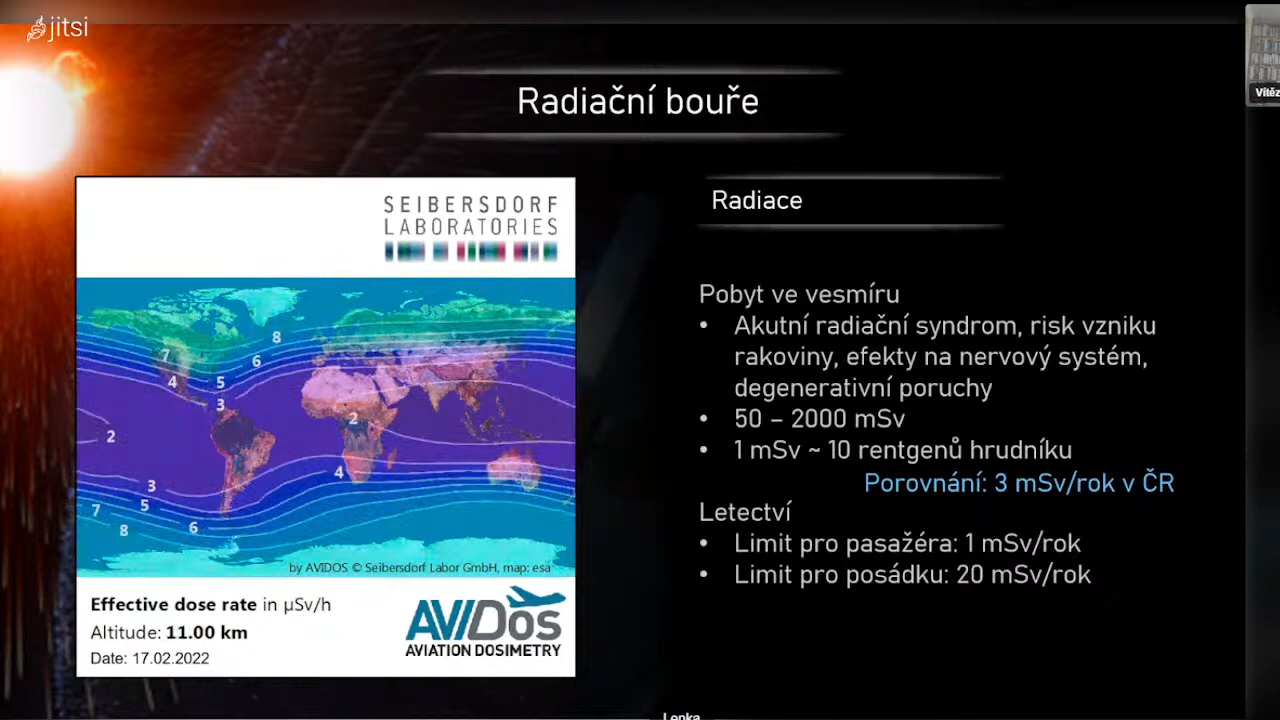 jitsi
Radiační bouře
Vítěz
SEIBERSDORF
LABORATORIES
8
7
6
4
5
3
2
2
4
3
7
5
8
6
by AVIDOS © Seibersdorf Labor GmbH, map: esa
Effective dose rate in µSv/h
Altitude: 11.00 km
Date: 17.02.2022
AVIDOS
AVIATION DOSIMETRY
Radiace
Pobyt ve vesmíru
• Akutní radiační syndrom, risk vzniku
rakoviny, efekty na nervový systém,
degenerativní poruchy
• 50 – 2000 mSv
• 1 mSv ~ 10 rentgenů hrudníku
Porovnání: 3 mSv/rok v ČR
Letectví
• Limit pro pasažéra: 1 mSv/rok
• Limit pro posádku: 20 mSv/rok
Lenka